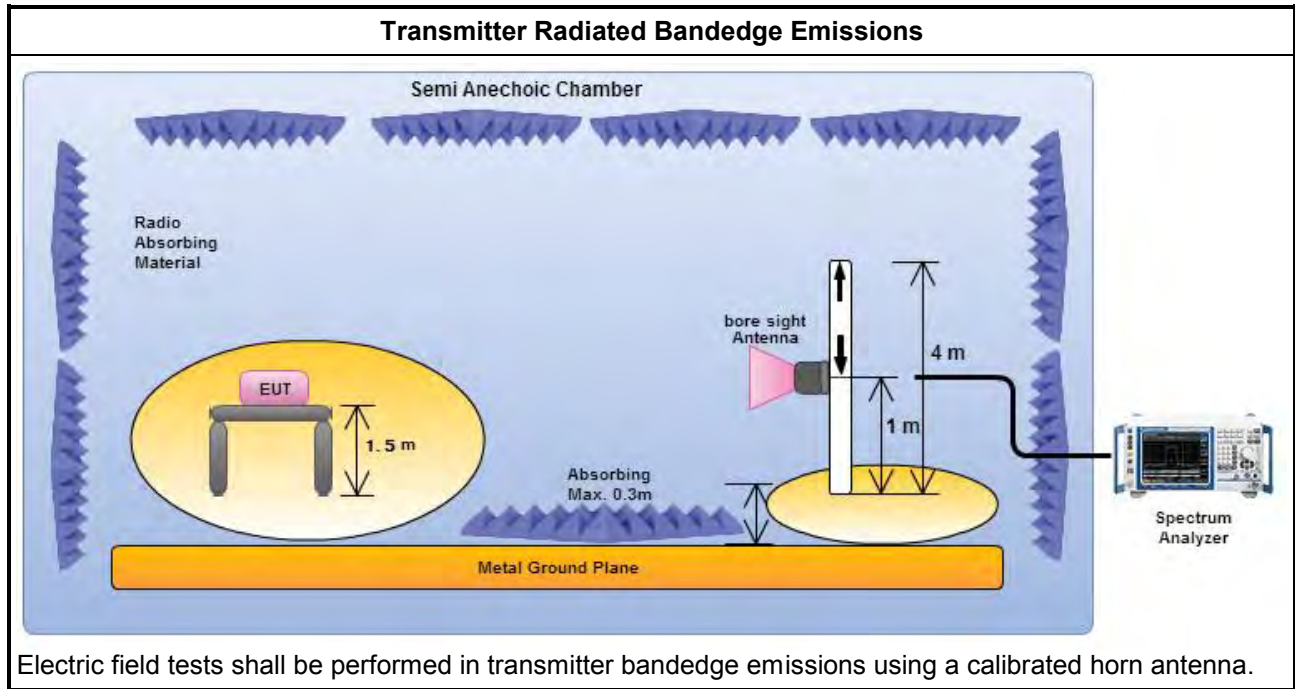 Transmitter Radiated Bandedge Emissions
Semi Anechoic Chamber
Radio
Absorbing
Material
bore sight
Antenna
4 m
EUT
1.5 m
1 m
Absorbing
Max. 0.3m
Spectrum
Analyzer
Metal Ground Plane
Electric field tests shall be performed in transmitter bandedge emissions using a calibrated horn antenna.